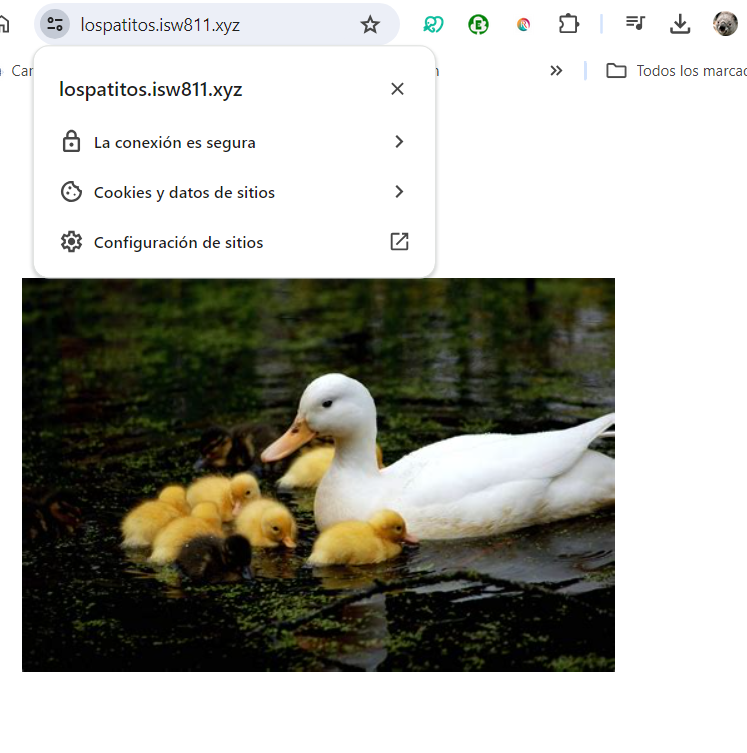 lospatitos.isw811.xyz
Todos los marcad
lospatitos.isw811.xyz
La conexión es segura
Cookies y datos de sitios
Configuración de sitios